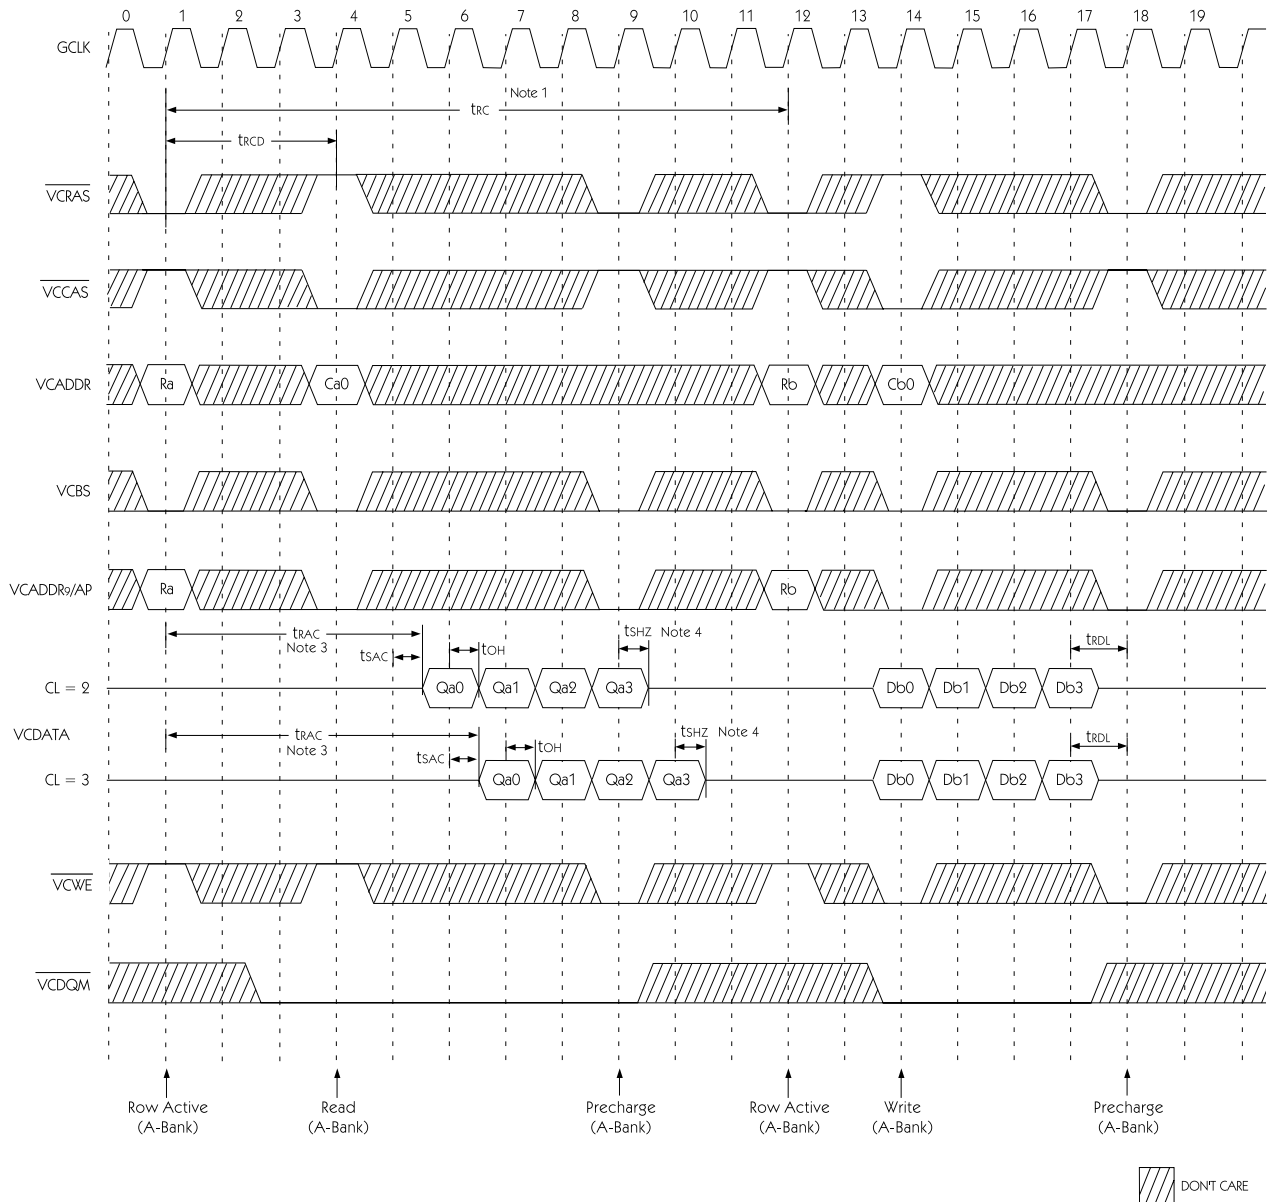 0 1 2 3 4 5 6 7 8 9 10 11 12 13 14 15 16 17 18 19
GCLK
Note 1
tRC
tRCD
VCRAS
VCCAS
VCADDR Ra Ca0 Rb Cb0
VCBS
VCADDR9/AP Ra Rb
tRAC tSHZ Note 4 tRDL
Note 3 tSAC tOH
CL = 2 Qa0 Qa1 Qa2 Qa3 Db0 Db1 Db2 Db3
VCDATA tRAC tSHZ Note 4 tRDL
Note 3 tSAC tOH
CL = 3 Qa0 Qa1 Qa2 Qa3 Db0 Db1 Db2 Db3
VCWE
VCDQM
Row Active Read Precharge Row Active Write Precharge
(A-Bank) (A-Bank) (A-Bank) (A-Bank) (A-Bank) (A-Bank)
DON'T CARE